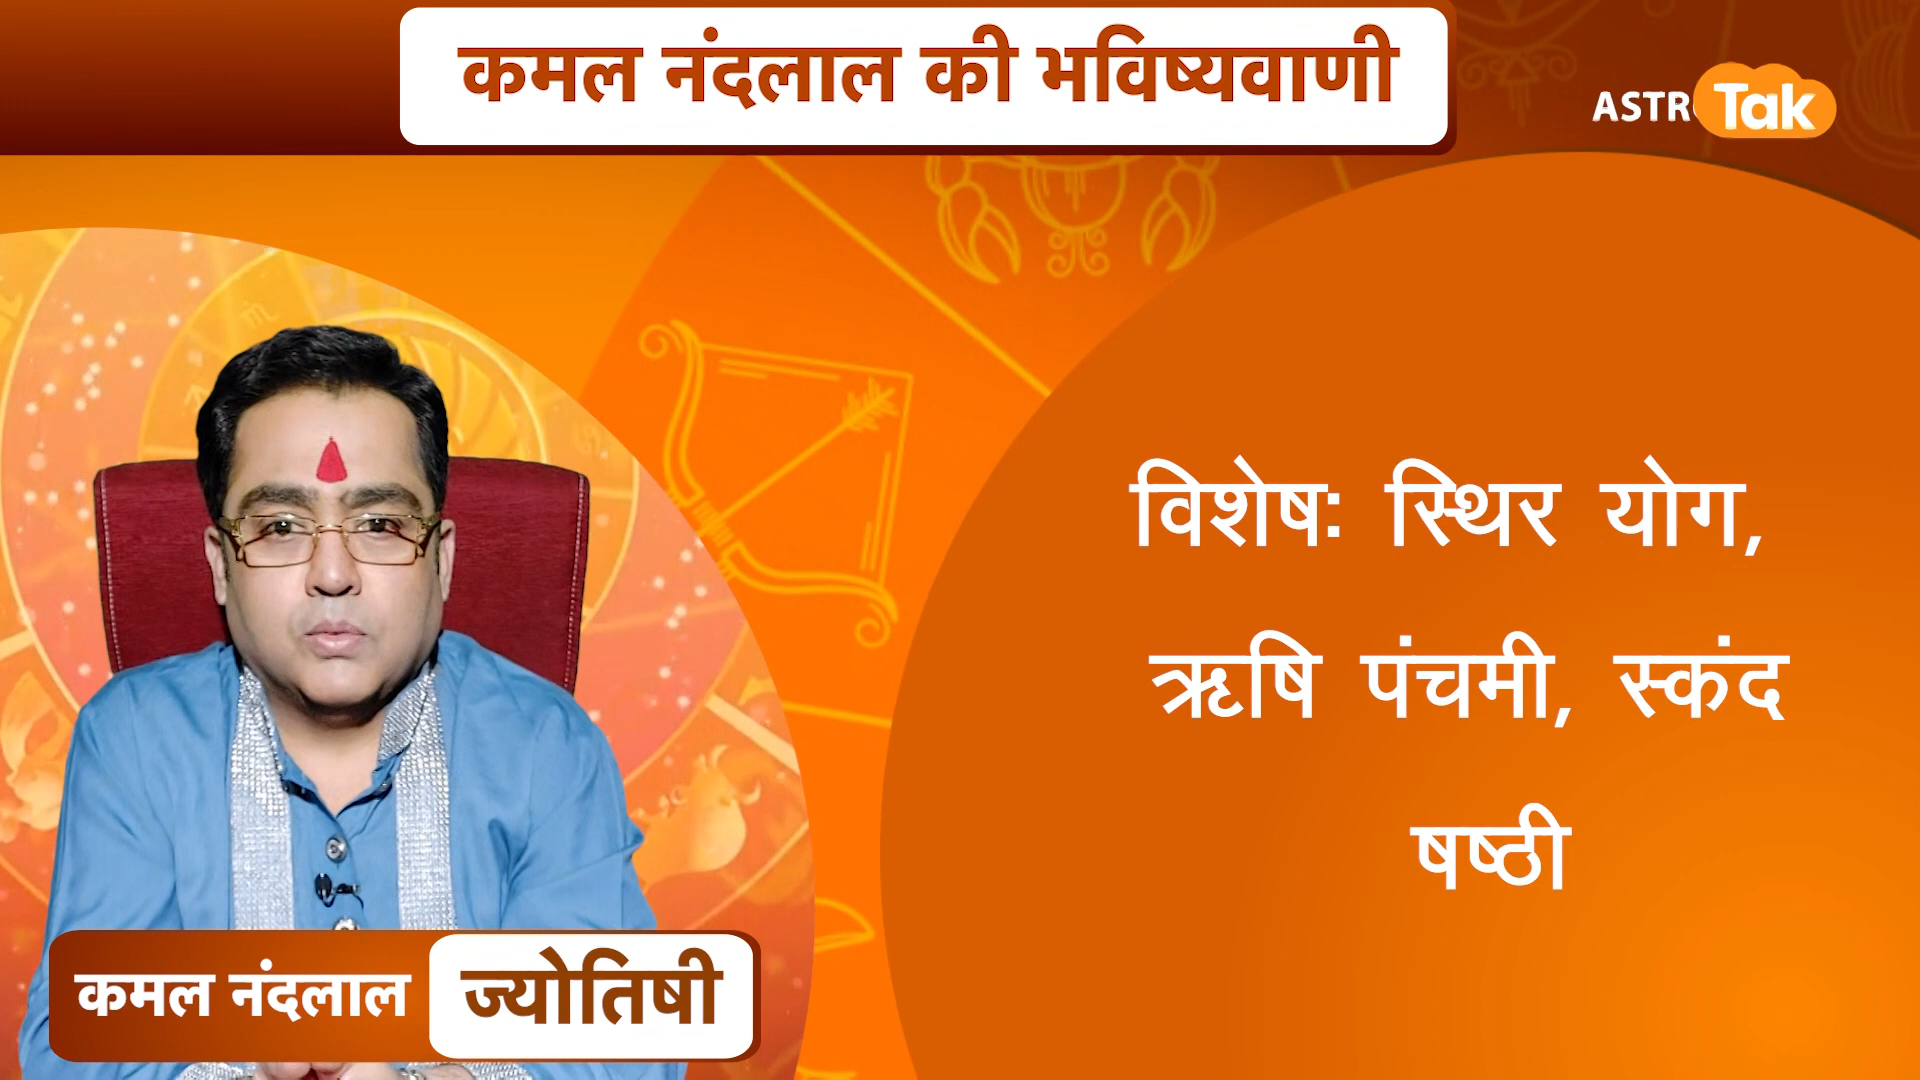 कमल नंदलाल की भविष्यवाणी
ASTRO Tak
विशेषः स्थिर योग,
ऋषि पंचमी, स्कंद
षष्ठी
कमल नंदलाल ज्योतिषी